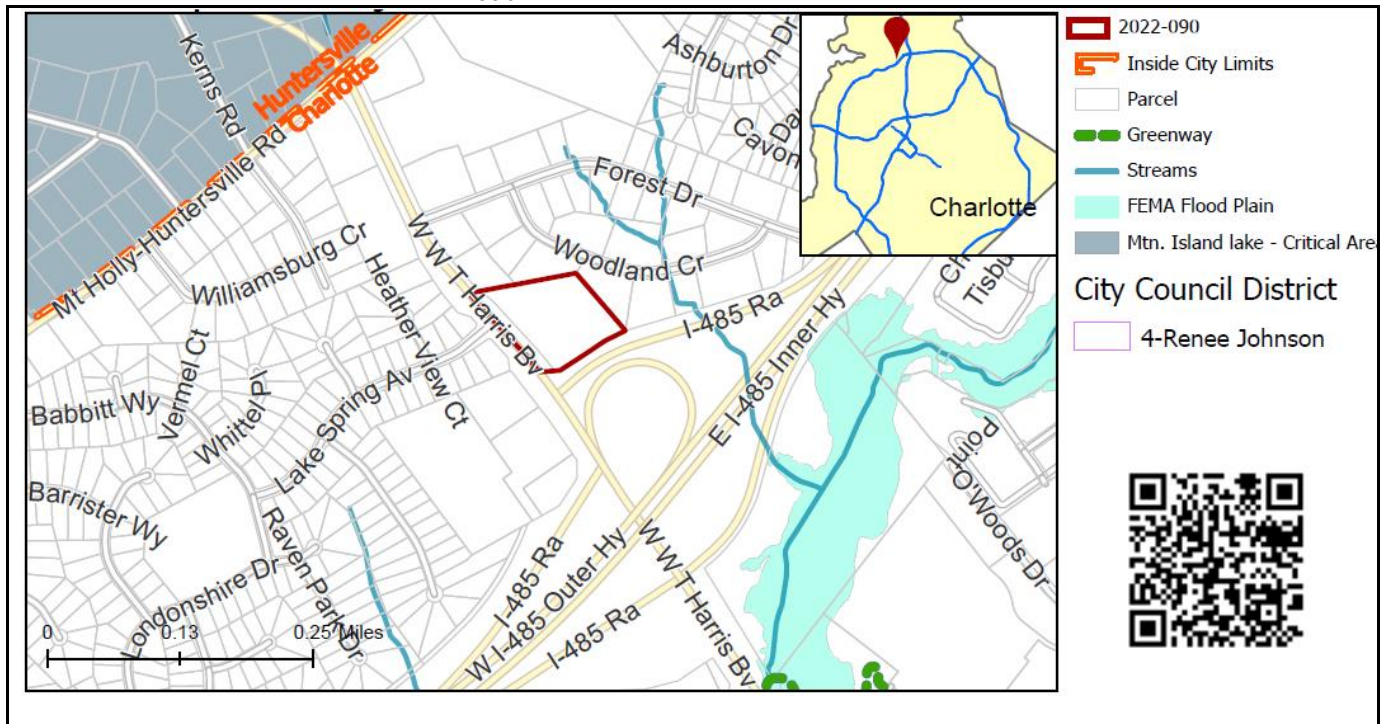 Kerns Rd
Huntersville
Charlotte
Ashburton Dr
Cavon
Mt Holly-Huntersville Rd
Forest Dr
Woodland Cr
Williamsburg Cr
Heather View Ct
W W T Harris Bv
I-485 Ra
E I-485 Inner Hy
Tisbu
Babbitt Wy
Vermel Ct
Whittel Pl
Lake Spring Av
Barrister Wy
Raven Park Dr
Londonshire Dr
I-485 Ra
W I-485 Outer Hy
I-485 Ra
W W T Harris Bv
Point
O'Woods Dr
0 0.13 0.25 Miles
Charlotte
2022-090
Inside City Limits
Parcel
Greenway
Streams
FEMA Flood Plain
Mtn. Island lake - Critical Are
City Council District
4-Renee Johnson